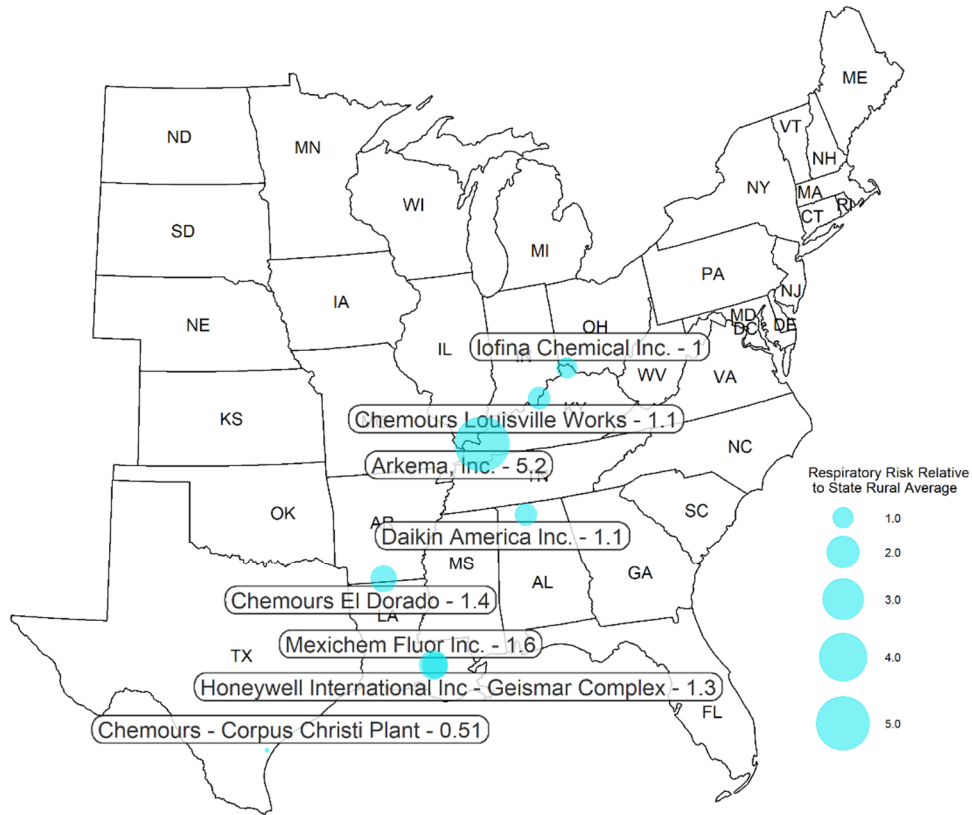 ME
VT
ND
MN
NH
NY
MA
WI
CT
RI
SD
MI
PA
NJ
IA
MD
DE
DC
NE
OH
IL
IN
Iofina Chemical Inc. - 1
WV
VA
KS
KY
Chemours Louisville Works - 1.1
NC
Arkema, Inc. - 5.2
TN
Respiratory Risk Relative
to State Rural Average
OK
AR
SC
1.0
Daikin America Inc. - 1.1
2.0
MS
GA
AL
Chemours El Dorado - 1.4
3.0
LA
Mexichem Fluor Inc. - 1.6
TX
4.0
Honeywell International Inc - Geismar Complex - 1.3
FL
Chemours - Corpus Christi Plant - 0.51
5.0